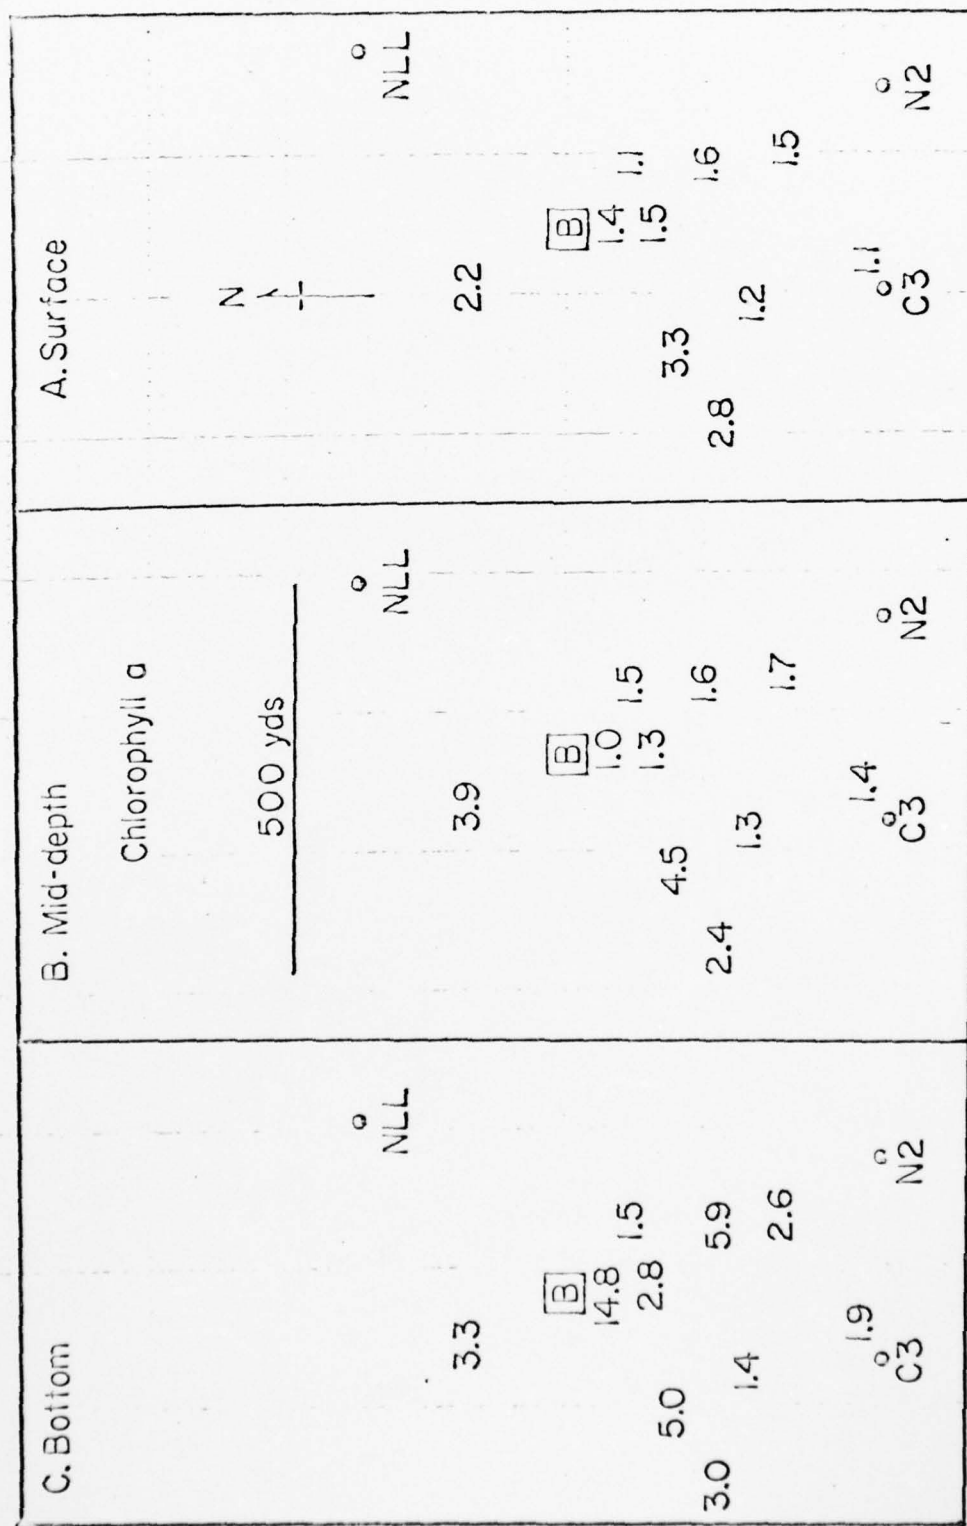 A. Surface
N
NLL
2.2
B
1.4
1.5
1.1
3.3
1.6
2.8
1.2
1.5
1.1
C3
N2
B. Mid-depth
Chlorophyll a
500 yds
NLL
3.9
B
1.0
1.3
1.5
4.5
1.6
2.4
1.3
1.7
1.4
C3
N2
C. Bottom
NLL
3.3
B
14.8
2.8
1.5
5.0
5.9
3.0
1.4
2.6
1.9
C3
N2